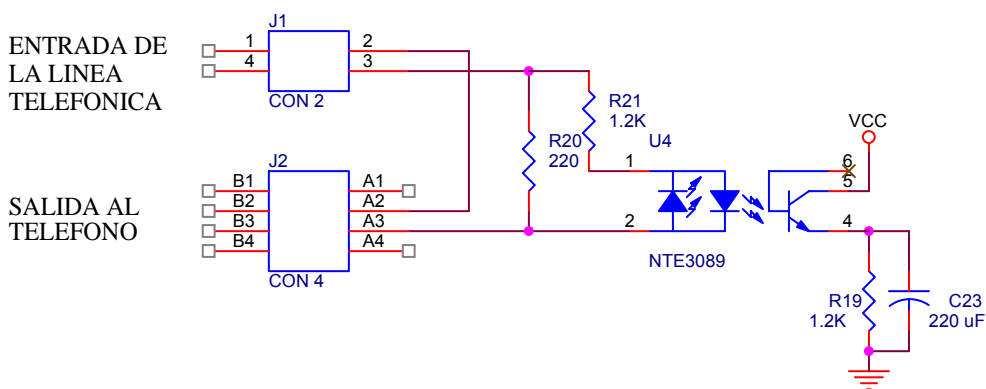 J1
ENTRADA DE
LA LINEA
TELEFONICA
1
4
2
3
CON 2
R21
1.2K
R20
220
U4
VCC
1
2
6
5
4
NTE3089
J2
SALIDA AL
TELEFONO
B1
B2
B3
B4
A1
A2
A3
A4
CON 4
R19
1.2K
C23
220 uF